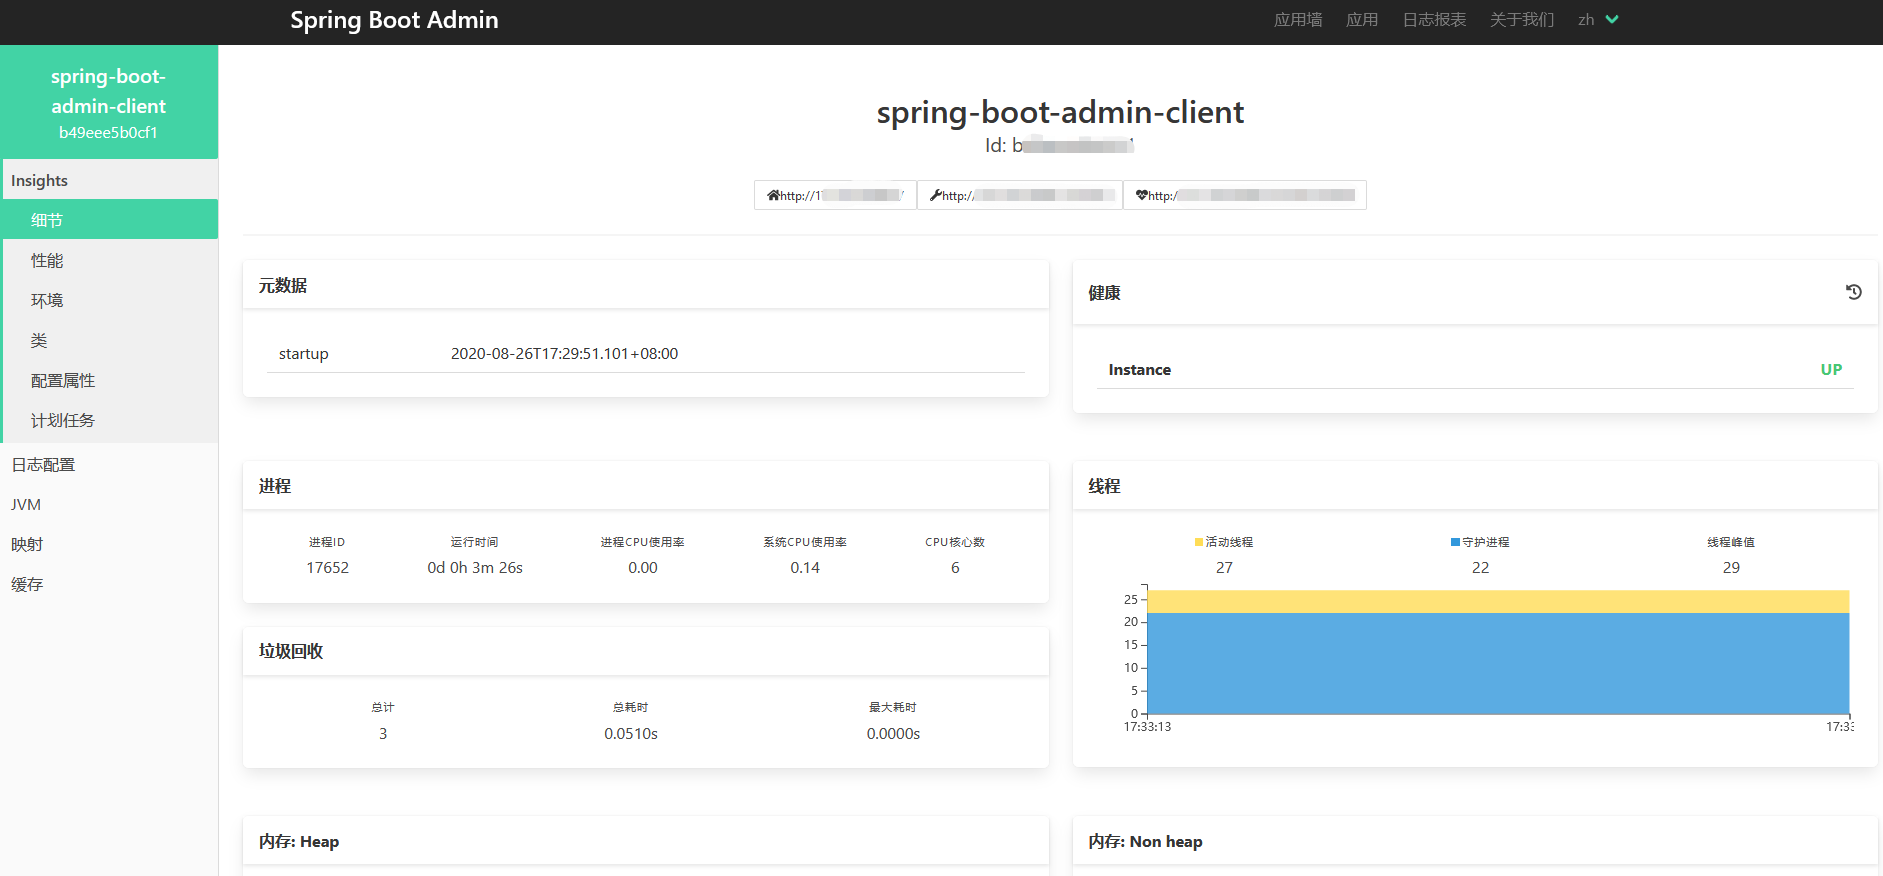 Spring Boot Admin
应用墙 应用 日志报表 关于我们 zh
spring-boot-
admin-client
b49eee5b0cf1
Insights
细节
性能
环境
类
配置属性
计划任务
日志配置
JVM
映射
缓存
spring-boot-admin-client
Id: b
http://1 http:// http:/
元数据
startup 2020-08-26T17:29:51.101+08:00
健康
Instance UP
进程
进程ID 运行时间 进程CPU使用率 系统CPU使用率 CPU核心数
17652 0d 0h 3m 26s 0.00 0.14 6
垃圾回收
总计 总耗时 最大耗时
3 0.0510s 0.0000s
线程
活动线程 守护进程 线程峰值
27 22 29
25
20
15
10
5
0
17:33:13 17:33
内存: Heap
内存: Non heap